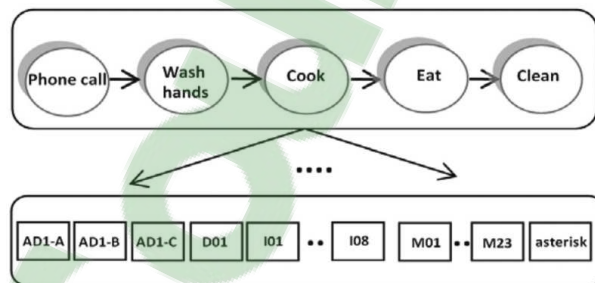 Phone call Wash hands Cook Eat Clean
....
AD1-A AD1-B AD1-C D01 I01 .. I08 M01 .. M23 asterisk